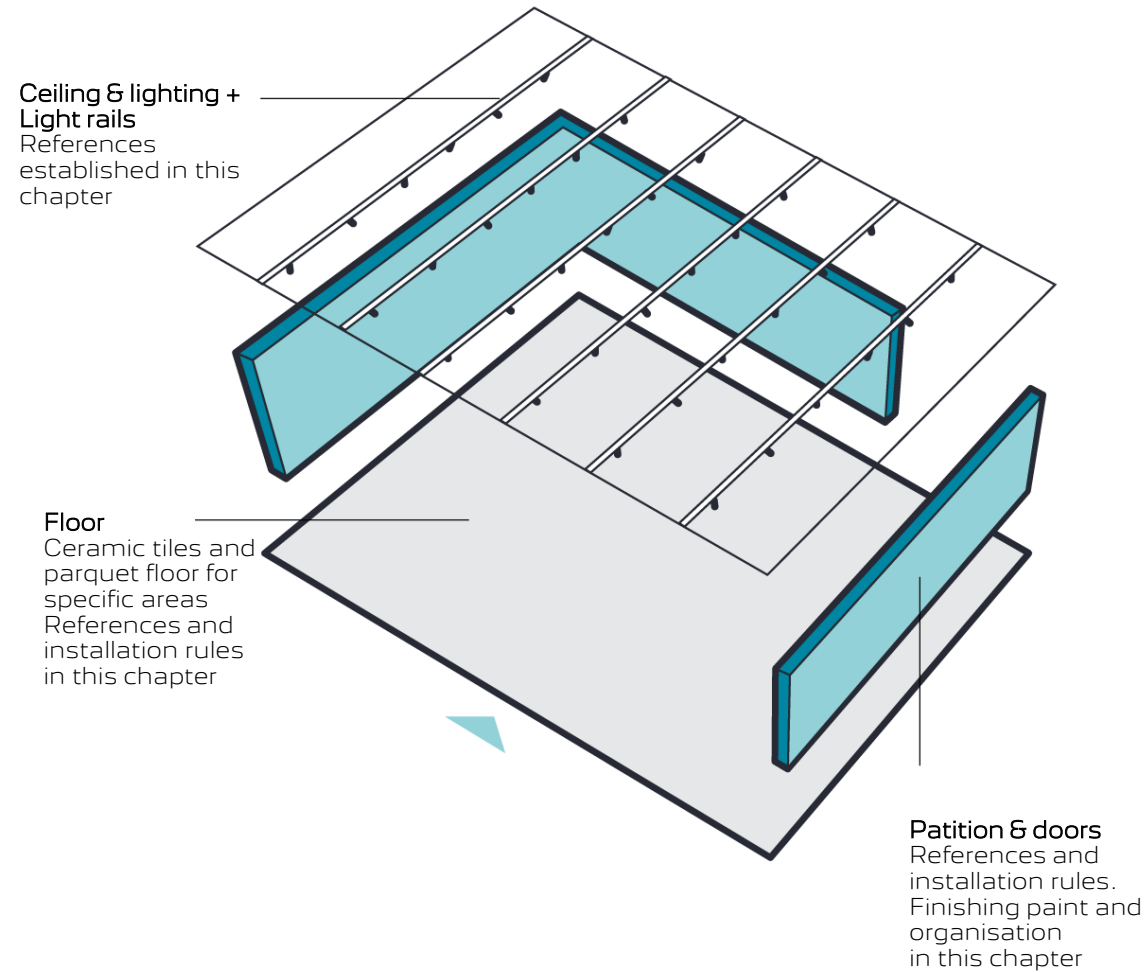 Ceiling & lighting +
Light rails
References
established in this
chapter
Floor
Ceramic tiles and
parquet floor for
specific areas
References and
installation rules
in this chapter
Patition & doors
References and
installation rules.
Finishing paint and
organisation
in this chapter